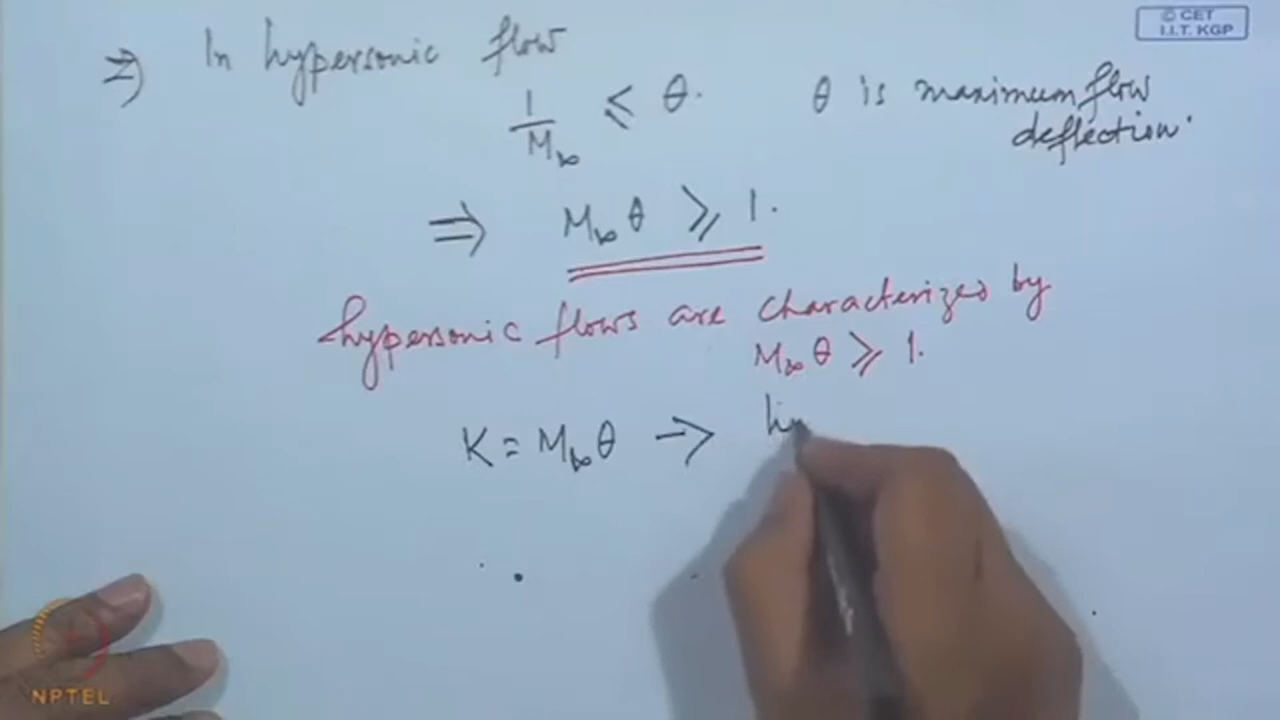 © CET
I.I.T. KGP
⇒ In hypersonic flow
1/M∞ ≤ θ. θ is maximum flow deflection.
⇒ M∞θ ≥ 1.
hypersonic flows are characterized by
M∞θ ≥ 1.
K = M∞θ →
NPTEL